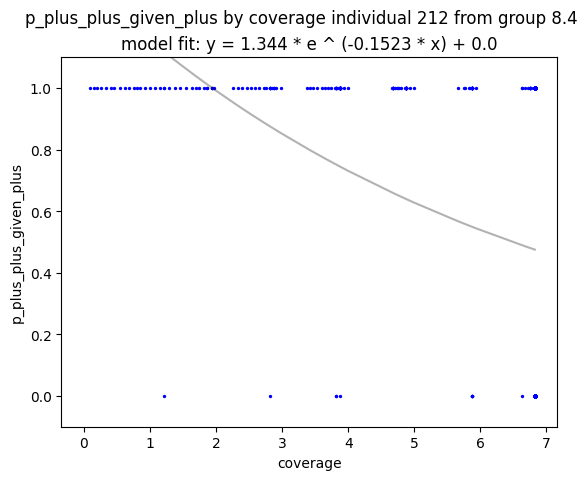 p_plus_plus_given_plus by coverage individual 212 from group 8.4
model fit: y = 1.344 * e ^ (-0.1523 * x) + 0.0
p_plus_plus_given_plus
1.0
0.8
0.6
0.4
0.2
0.0
0 1 2 3 4 5 6 7
coverage